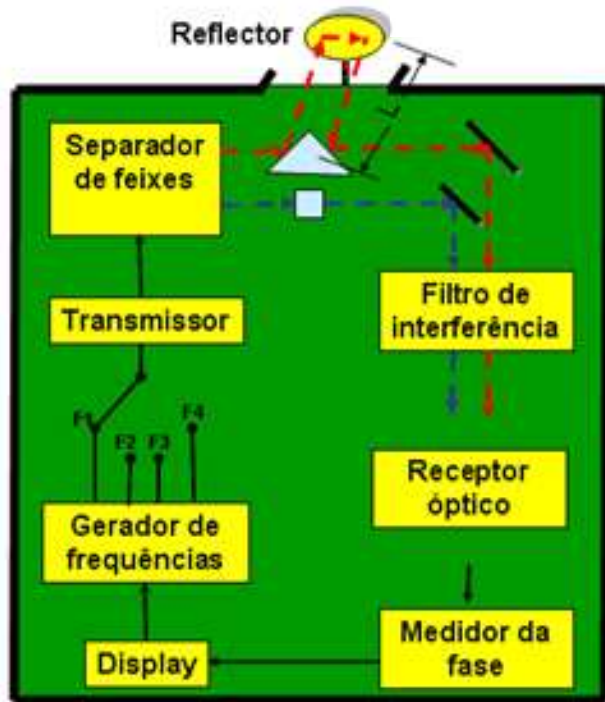 Reflector
L
Separador
de feixes
Transmissor
Filtro de
interferência
F1
F2
F3
F4
Gerador de
frequências
Receptor
óptico
Display
Medidor da
fase